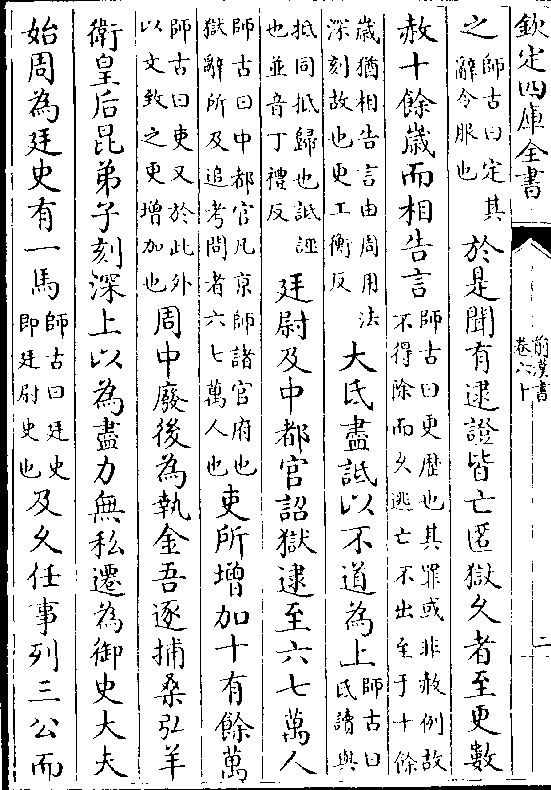 欽定四庫全書
前漢書
卷六十
二
之師古曰定其
辭令服也於是聞有逮證皆亡匿獄久者至更數
赦十餘歲而相告言師古曰更歷也其罪或非赦例故
不得除而久逃亡不出至于十餘
歲猶相告言由周用法
深刻故也更工衡反大氐盡詆以不道為上師古曰
氐讀與
抵同抵歸也詆誣
也並音丁禮反廷尉及中都官詔獄逮至六七萬人
師古曰中都官凡京師諸官府也
獄辭所及追考問者六七萬人也吏所增加十有餘萬
師古曰吏又於此外
以文致之更增加也周中廢後為執金吾逐捕桑弘羊
衛皇后昆弟子刻深上以為盡力無私遷為御史大夫
始周為廷史有一馬師古曰廷史
即廷尉史也及久任事列三公而